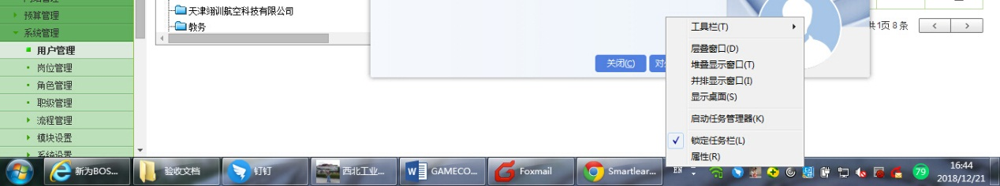 预算管理
系统管理
用户管理
岗位管理
角色管理
职级管理
流程管理
模块设置
系统设置
天津翊训航空科技有限公司
教务
关闭(C)
共1页 8 条
工具栏(T)
层叠窗口(D)
堆叠显示窗口(T)
并排显示窗口(I)
显示桌面(S)
启动任务管理器(K)
锁定任务栏(L)
属性(R)
新为BOS...
验收文档
钉钉
西北工业...
GAMECO...
Foxmail
Smartlear...
EN
79
16:44
2018/12/21